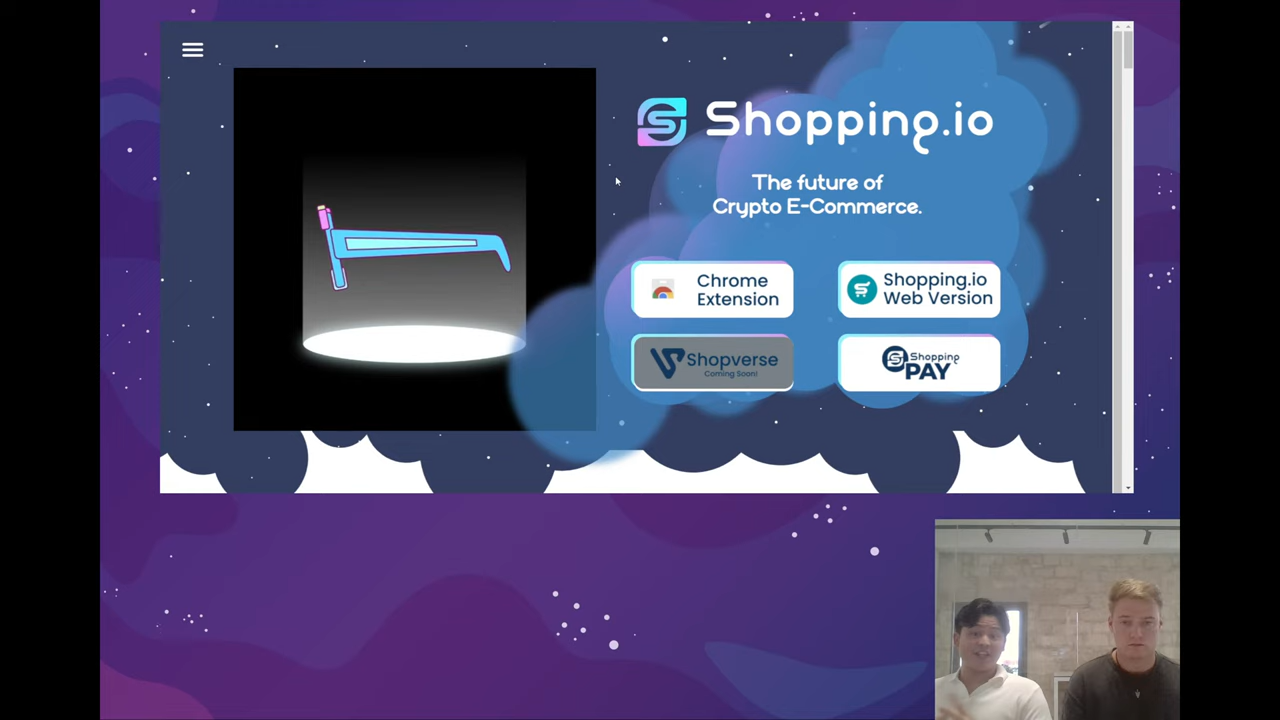 Shopping.io
The future of
Crypto E-Commerce.
Chrome
Extension
Shopping.io
Web Version
Shopverse
Coming Soon!
Shopping
PAY